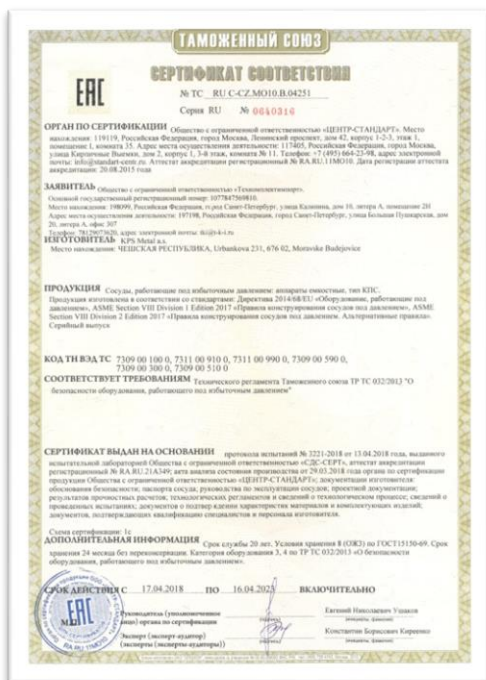 ТАМОЖЕННЫЙ СОЮЗ
EAC
СЕРТИФИКАТ СООТВЕТСТВИЯ
№ ТС RU C-CZ.МО10.В.04251
Серия RU № 0640316
ОРГАН ПО СЕРТИФИКАЦИИ Общество с ограниченной ответственностью «ЦЕНТР-СТАНДАРТ». Место
нахождения: 119119, Российская Федерация, город Москва, Ленинский проспект, дом 42, корпус 1-2-3, этаж 1,
помещение I, комната 35. Адрес места осуществления деятельности: 117405, Российская Федерация, город Москва,
улица Кирпичные Выемки, дом 2, корпус 1, 3-й этаж, комната № 11. Телефон: +7 (495) 664-23-98, адрес электронной
почты: info@standart-centr.ru. Аттестат аккредитации регистрационный № RA.RU.11МО10. Дата регистрации аттестата
аккредитации: 20.08.2015 года
ЗАЯВИТЕЛЬ Общество с ограниченной ответственностью «Техкомплектимпорт».
Основной государственный регистрационный номер: 1077847569810.
Место нахождения: 198099, Российская Федерация, город Санкт-Петербург, улица Калинина, дом 10, литера А, помещение 2Н
Адрес места осуществления деятельности: 197198, Российская Федерация, город Санкт-Петербург, улица Большая Пушкарская, дом
20, литера А, офис 307
Телефон: 78129073620, адрес электронной почты: tki@t-k-i.ru
ИЗГОТОВИТЕЛЬ KPS Metal a.s.
Место нахождения: ЧЕШСКАЯ РЕСПУБЛИКА, Urbankova 231, 676 02, Moravske Budejovice
ПРОДУКЦИЯ Сосуды, работающие под избыточным давлением: аппараты емкостные, тип КПС.
Продукция изготовлена в соответствии со стандартами: Директива 2014/68/EU «Оборудование, работающие под
давлением», ASME Section VIII Division 1 Edition 2017 «Правила конструирования сосудов под давлением», ASME
Section VIII Division 2 Edition 2017 «Правила конструирования сосудов под давлением. Альтернативные правила».
Серийный выпуск
КОД ТН ВЭД ТС 7309 00 100 0, 7311 00 910 0, 7311 00 990 0, 7309 00 590 0,
7309 00 300 0, 7309 00 510 0
СООТВЕТСТВУЕТ ТРЕБОВАНИЯМ Технического регламента Таможенного союза ТР ТС 032/2013 "О
безопасности оборудования, работающего под избыточным давлением"
СЕРТИФИКАТ ВЫДАН НА ОСНОВАНИИ протокола испытаний № 3221-2018 от 13.04.2018 года, выданного
испытательной лабораторией Общества с ограниченной ответственностью «СДС-СЕРТ», аттестат аккредитации
регистрационный № RA.RU.21АЗ49; акта анализа состояния производства от 29.03.2018 года органа по сертификации
продукции Общества с ограниченной ответственностью «ЦЕНТР-СТАНДАРТ»; документации изготовителя:
обоснования безопасности; паспорта сосуда; руководства по эксплуатации сосудов; проектной документации;
результатов прочностных расчетов; технологических регламентов и сведений о технологическом процессе; сведений о
проведенных испытаниях; документов о подтверждении характеристик материалов и комплектующих изделий;
документов, подтверждающих квалификацию специалистов и персонала изготовителя.
Схема сертификации: 1с
ДОПОЛНИТЕЛЬНАЯ ИНФОРМАЦИЯ Срок службы 20 лет. Условия хранения 8 (ОЖ3) по ГОСТ15150-69. Срок
хранения 24 месяца без переконсервации. Категория оборудования 3, 4 по ТР ТС 032/2013 «О безопасности
оборудования, работающего под избыточным давлением».
СРОК ДЕЙСТВИЯ С 17.04.2018 ПО 16.04.2023 ВКЛЮЧИТЕЛЬНО
EAC
М.П.
Руководитель (уполномоченное
лицо) органа по сертификации
Евгений Николаевич Ушаков
Эксперт (эксперт-аудитор)
(эксперты (эксперты-аудиторы))
Константин Борисович Киреенко
RA.RU.11МО10